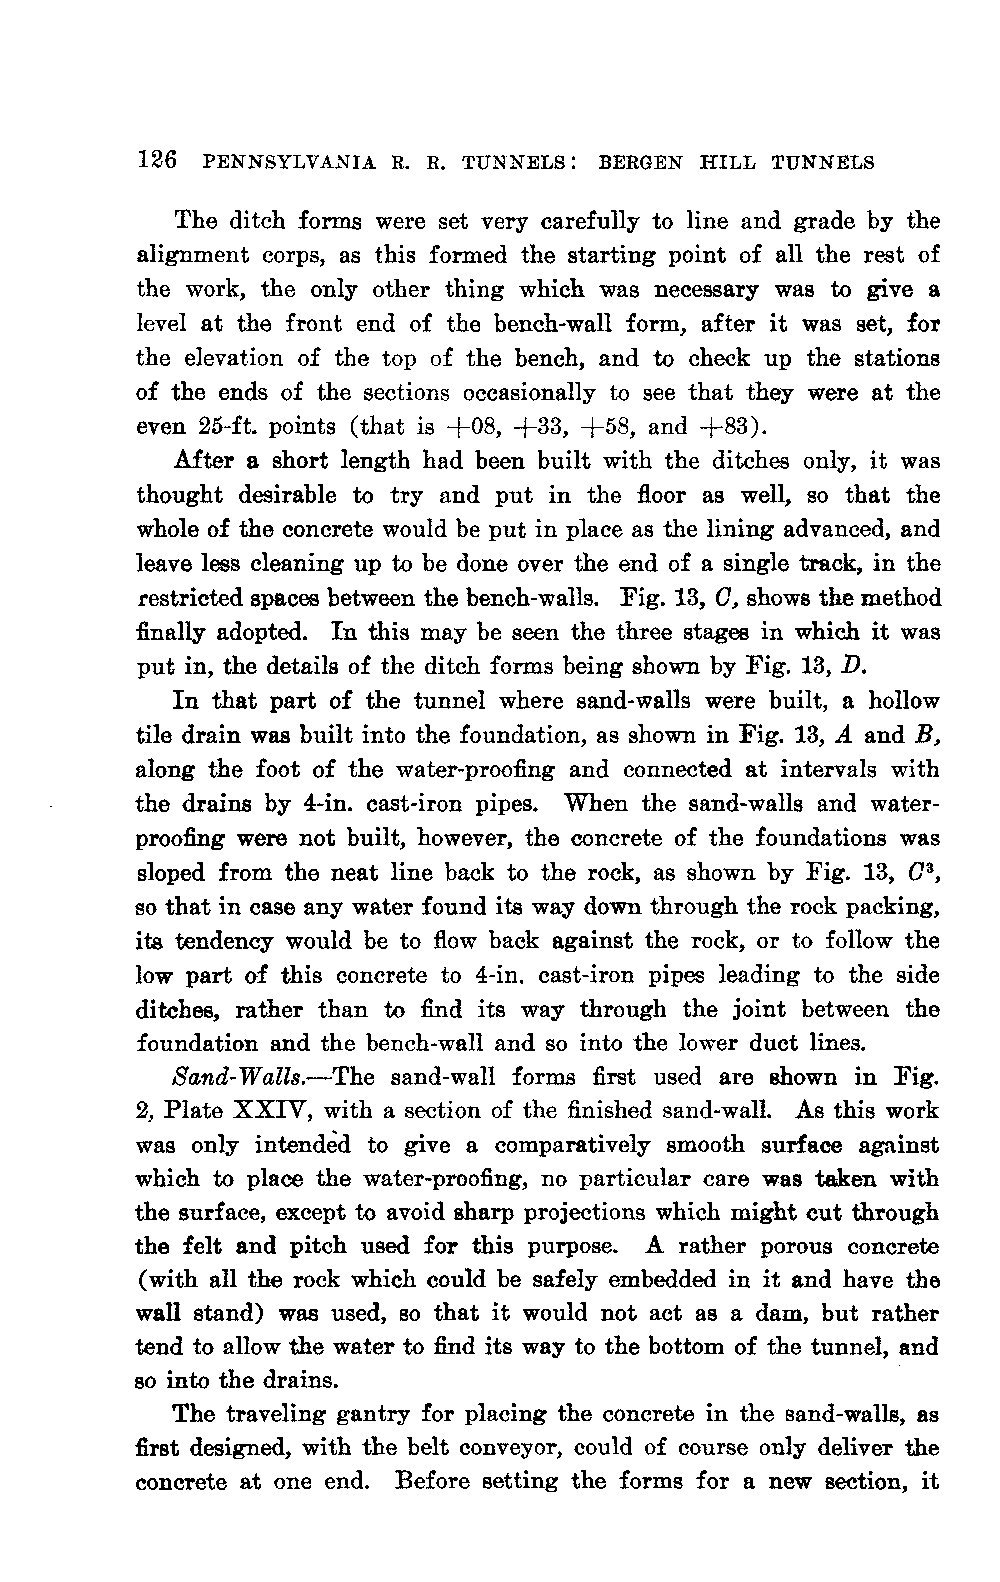 126 PENNSYLVANIA R. R. TUNNELS: BERGEN HILL TUNNELS
The ditch forms were set very carefully to line and grade by the
alignment corps, as this formed the starting point of all the rest of
the work, the only other thing which was necessary was to give a
level at the front end of the bench-wall form, after it was set, for
the elevation of the top of the bench, and to check up the stations
of the ends of the sections occasionally to see that they were at the
even 25-ft. points (that is +08, +33, +58, and +83).
After a short length had been built with the ditches only, it was
thought desirable to try and put in the floor as well, so that the
whole of the concrete would be put in place as the lining advanced, and
leave less cleaning up to be done over the end of a single track, in the
restricted spaces between the bench-walls. Fig. 13, C, shows the method
finally adopted. In this may be seen the three stages in which it was
put in, the details of the ditch forms being shown by Fig. 13, D.
In that part of the tunnel where sand-walls were built, a hollow
tile drain was built into the foundation, as shown in Fig. 13, A and B,
along the foot of the water-proofing and connected at intervals with
the drains by 4-in. cast-iron pipes. When the sand-walls and water-
proofing were not built, however, the concrete of the foundations was
sloped from the neat line back to the rock, as shown by Fig. 13, C³,
so that in case any water found its way down through the rock packing,
its tendency would be to flow back against the rock, or to follow the
low part of this concrete to 4-in. cast-iron pipes leading to the side
ditches, rather than to find its way through the joint between the
foundation and the bench-wall and so into the lower duct lines.
Sand-Walls.—The sand-wall forms first used are shown in Fig.
2, Plate XXIV, with a section of the finished sand-wall. As this work
was only intended to give a comparatively smooth surface against
which to place the water-proofing, no particular care was taken with
the surface, except to avoid sharp projections which might cut through
the felt and pitch used for this purpose. A rather porous concrete
(with all the rock which could be safely embedded in it and have the
wall stand) was used, so that it would not act as a dam, but rather
tend to allow the water to find its way to the bottom of the tunnel, and
so into the drains.
The traveling gantry for placing the concrete in the sand-walls, as
first designed, with the belt conveyor, could of course only deliver the
concrete at one end. Before setting the forms for a new section, it